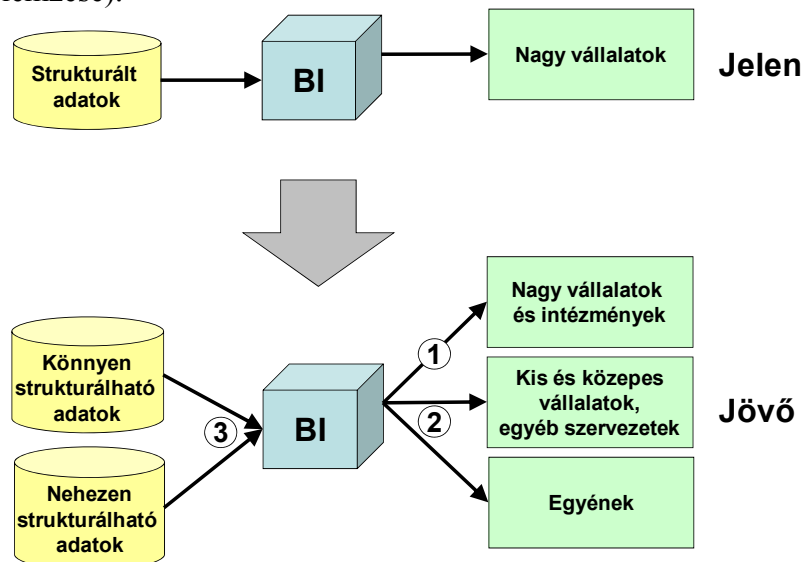 Strukturált
adatok
BI
Nagy vállalatok
Jelen
Könnyen
strukturálható
adatok
Nehezen
strukturálható
adatok
3
BI
1
2
Nagy vállalatok
és intézmények
Kis és közepes
vállalatok,
egyéb szervezetek
Egyének
Jövő